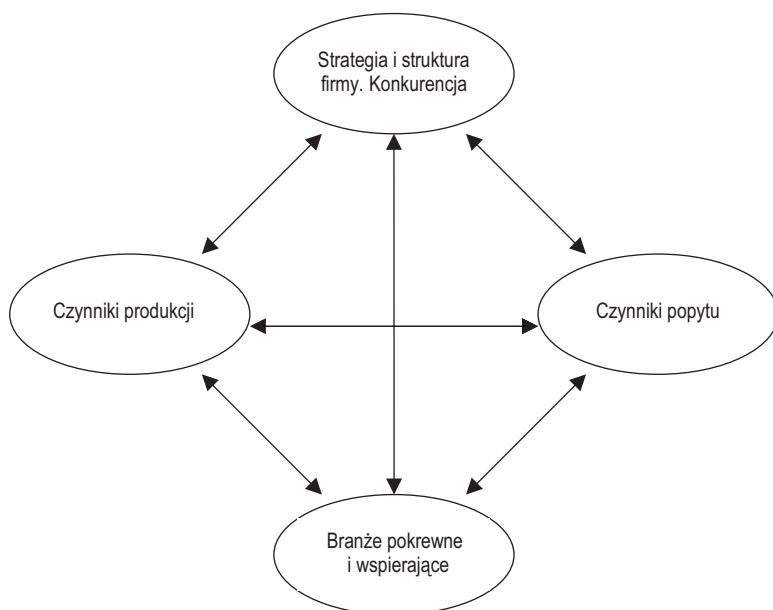 Strategia i struktura
firmy. Konkurencja
Czynniki produkcji
Czynniki popytu
Branże pokrewne
i wspierające